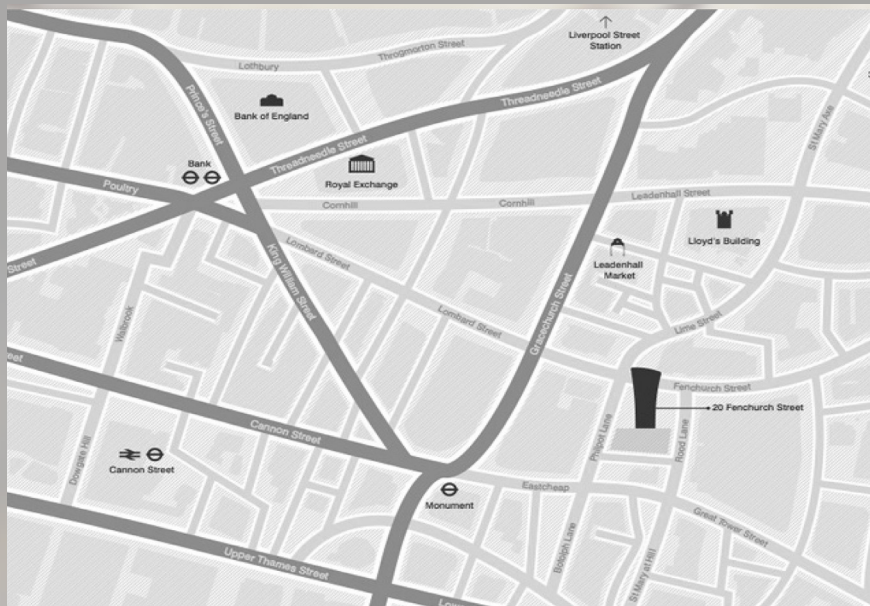 Liverpool Street
Station
Throgmorton Street
Lothbury
Prince's Street
Bank of England
Threadneedle Street
Threadneedle Street
St Mary Axe
Bank
Royal Exchange
Poultry
Cornhill
Cornhill
Leadenhall Street
Lloyd's Building
Leadenhall
Market
Lombard Street
King William Street
Street
Gracechurch Street
Walbrook
Lombard Street
Lime Street
Fenchurch Street
20 Fenchurch Street
Cannon Street
Philpot Lane
Rood Lane
Dowgate Hill
Cannon Street
Monument
Eastcheap
Great Tower Street
Upper Thames Street
Botolph Lane
St Mary at Hill